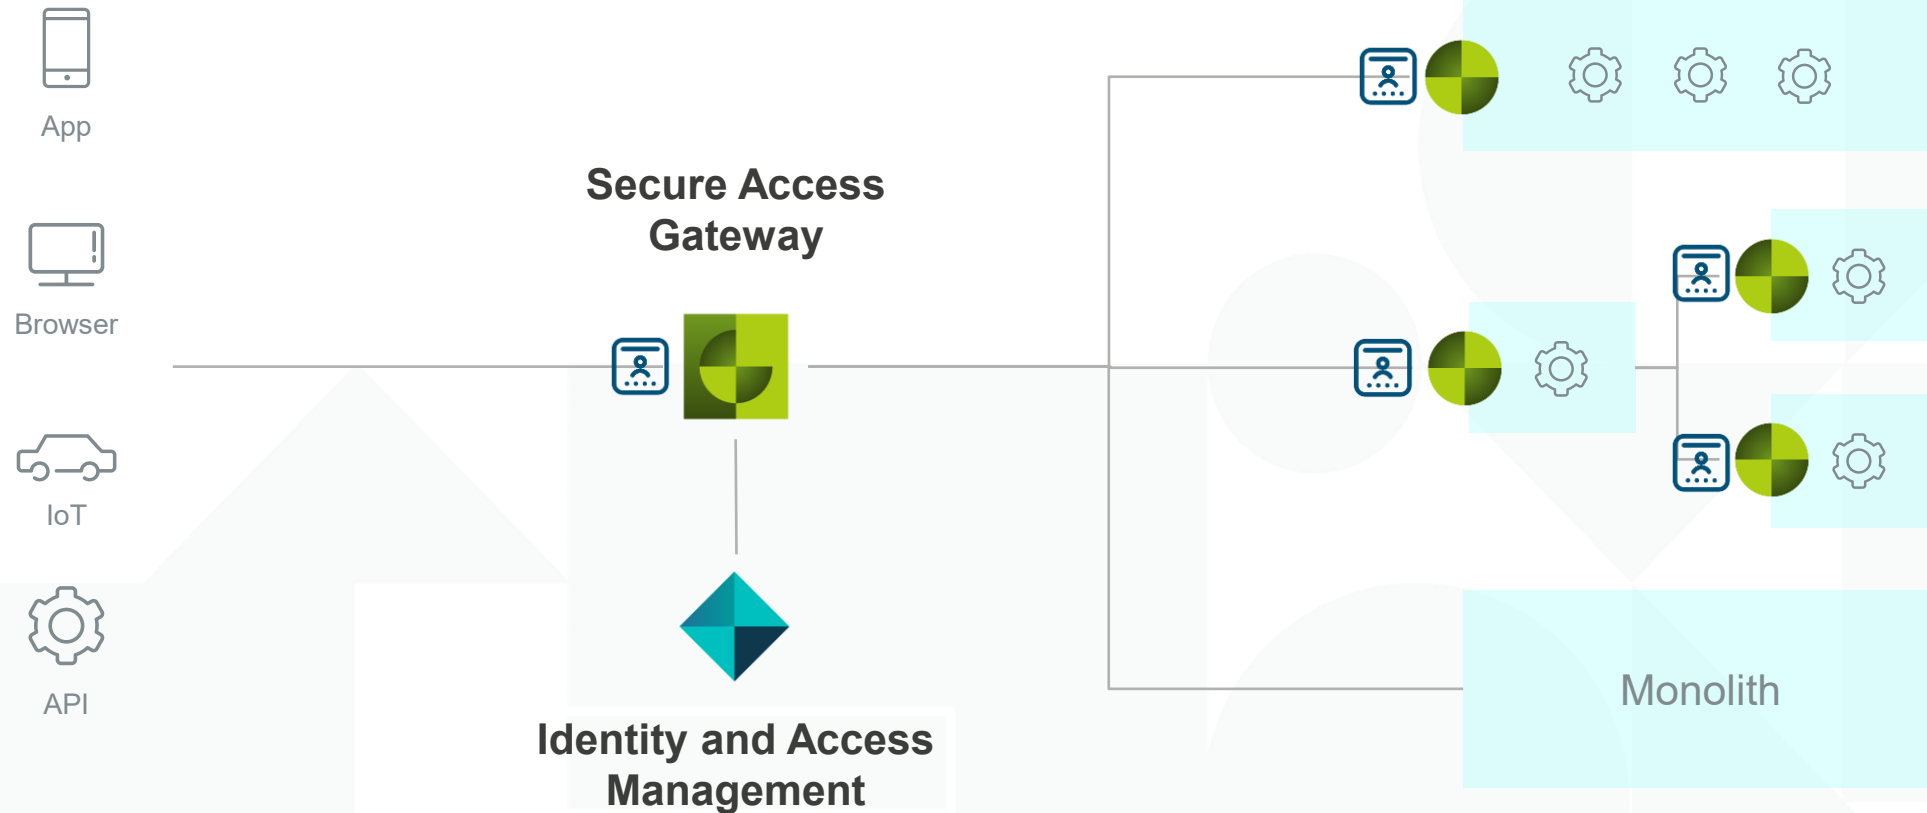 App
Browser
IoT
API
Secure Access
Gateway
Identity and Access
Management
Monolith